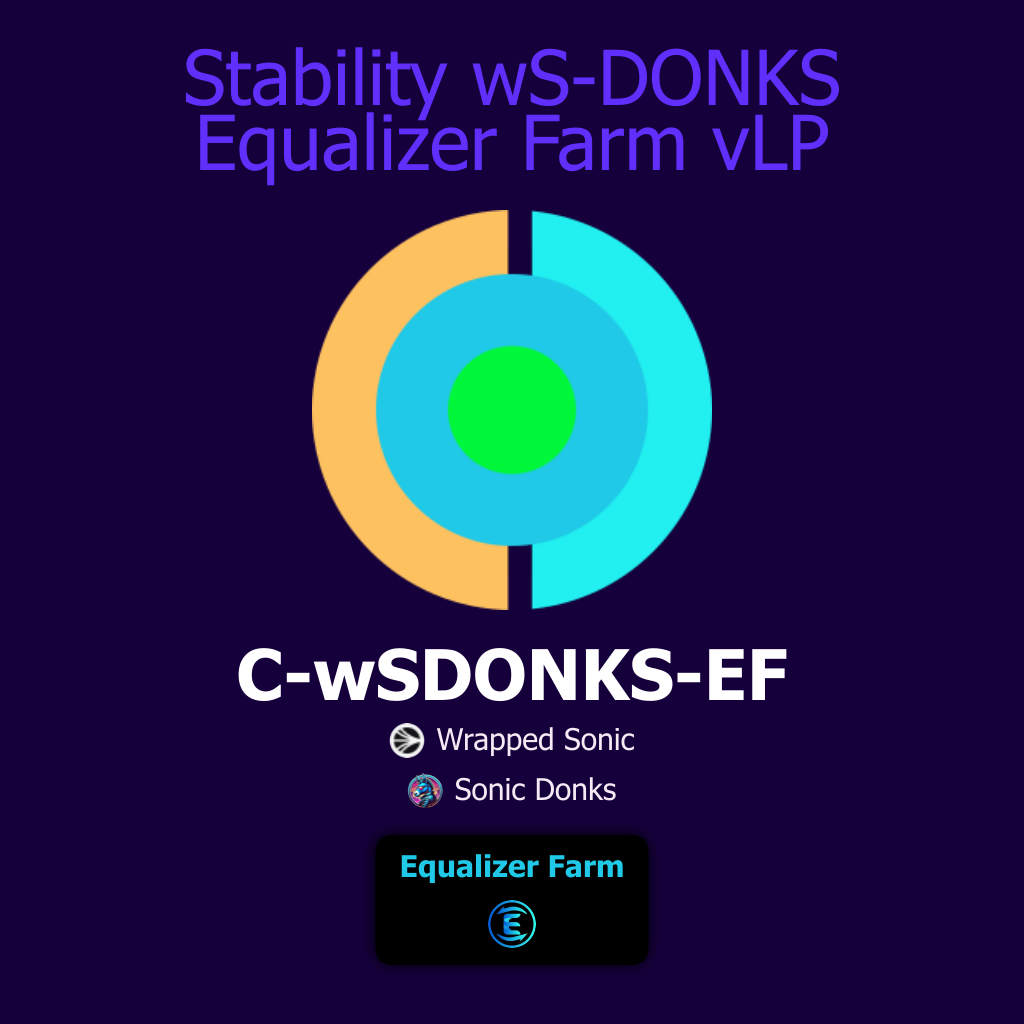 Stability wS-DONKS
Equalizer Farm vLP
C-wSDONKS-EF
Wrapped Sonic
Sonic Donks
Equalizer Farm
E